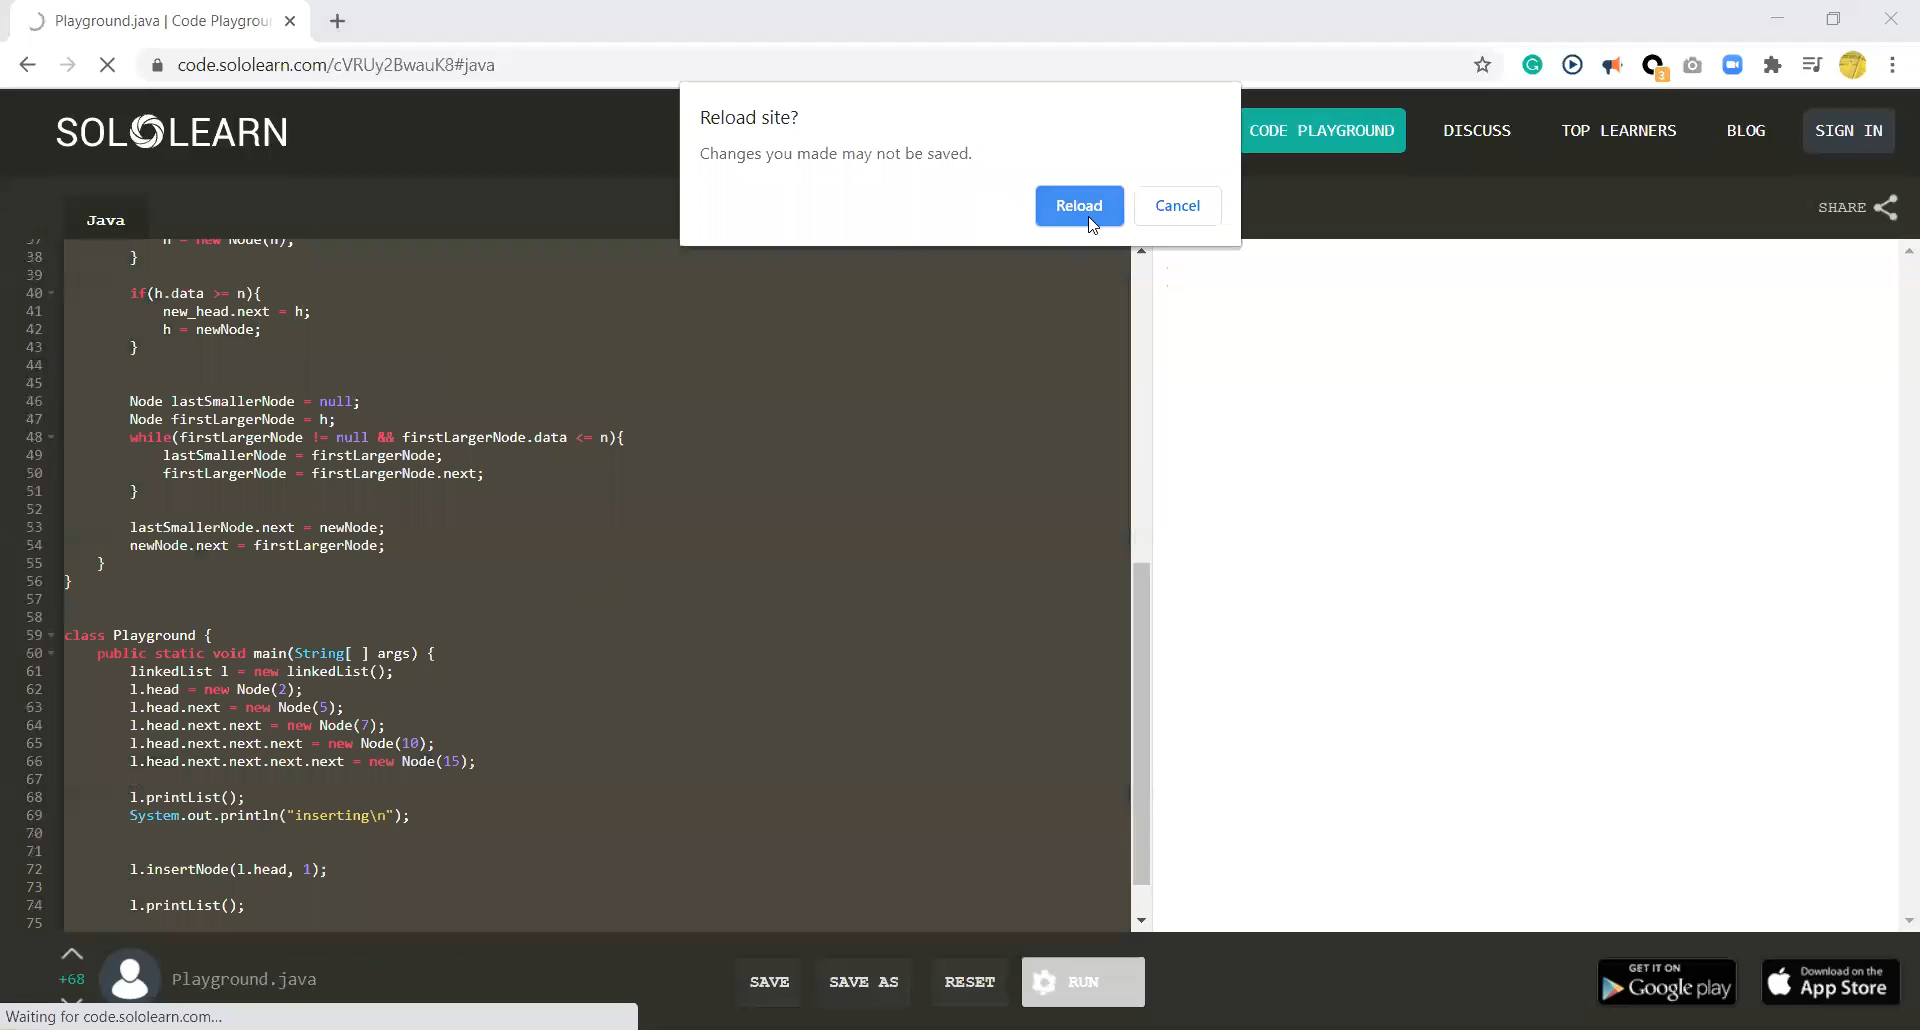 Playground.java | Code Playgrou
code.sololearn.com/cVRUy2BwauK8#java
3
Reload site?
Changes you made may not be saved.
Reload
Cancel
SOLOLEARN
CODE PLAYGROUND
DISCUSS
TOP LEARNERS
BLOG
SIGN IN
Java
SHARE
37 h = new Node(n);
38 }
39
40 if(h.data >= n){
41 new_head.next = h;
42 h = newNode;
43 }
44
45
46 Node lastSmallerNode = null;
47 Node firstLargerNode = h;
48 while(firstLargerNode != null && firstLargerNode.data <= n){
49 lastSmallerNode = firstLargerNode;
50 firstLargerNode = firstLargerNode.next;
51 }
52
53 lastSmallerNode.next = newNode;
54 newNode.next = firstLargerNode;
55 }
56 }
57
58
59 class Playground {
60 public static void main(String[ ] args) {
61 linkedList l = new linkedList();
62 l.head = new Node(2);
63 l.head.next = new Node(5);
64 l.head.next.next = new Node(7);
65 l.head.next.next.next = new Node(10);
66 l.head.next.next.next.next = new Node(15);
67
68 l.printList();
69 System.out.println("inserting\n");
70
71
72 l.insertNode(l.head, 1);
73
74 l.printList();
75
+68
Playground.java
SAVE
SAVE AS
RESET
RUN
GET IT ON
Google play
Download on the
App Store
Waiting for code.sololearn.com...